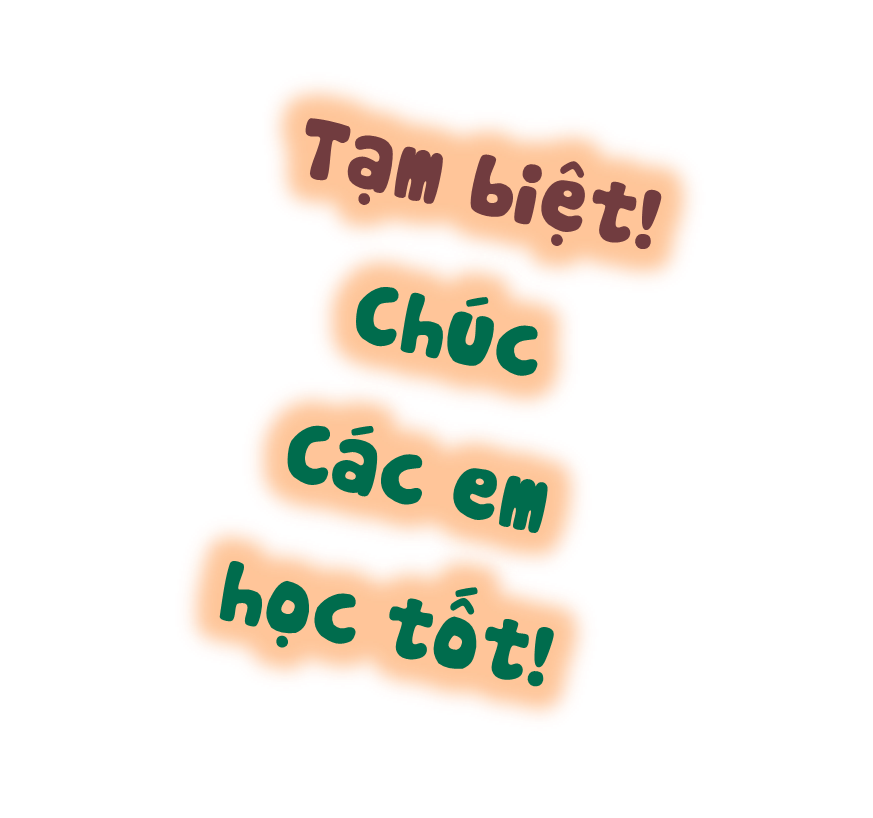 Tạm biệt!
Chúc
Các em
học tốt!